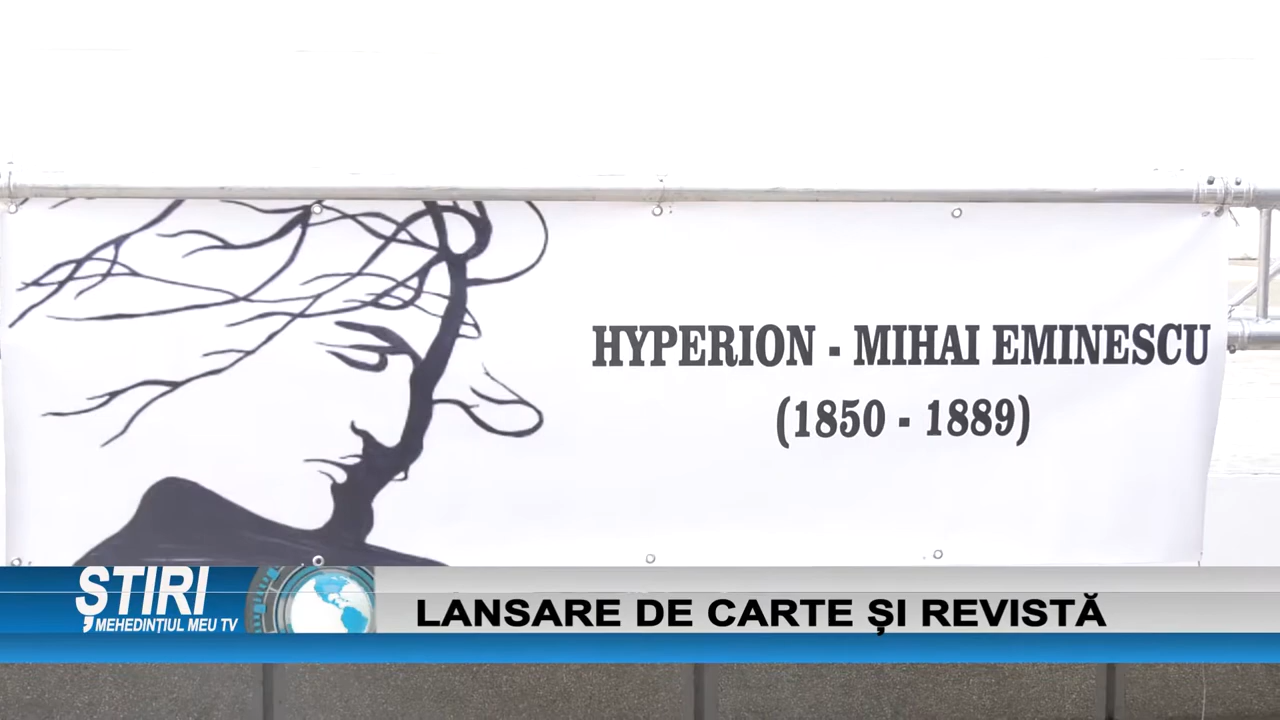 HYPERION - MIHAI EMINESCU
(1850 - 1889)
ȘTIRI
MEHEDINȚIUL MEU TV
LANSARE DE CARTE ȘI REVISTĂ